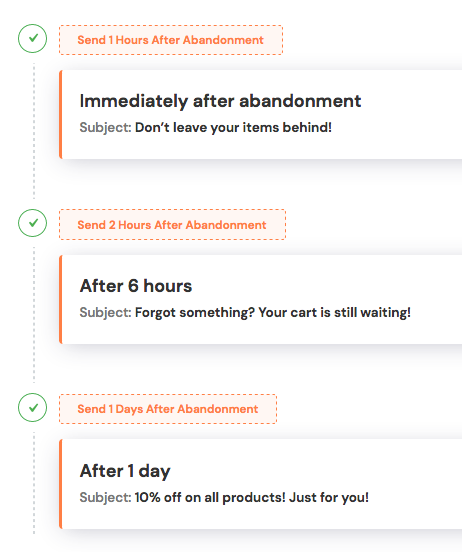 Send 1 Hours After Abandonment
Immediately after abandonment
Subject: Don’t leave your items behind!
Send 2 Hours After Abandonment
After 6 hours
Subject: Forgot something? Your cart is still waiting!
Send 1 Days After Abandonment
After 1 day
Subject: 10% off on all products! Just for you!